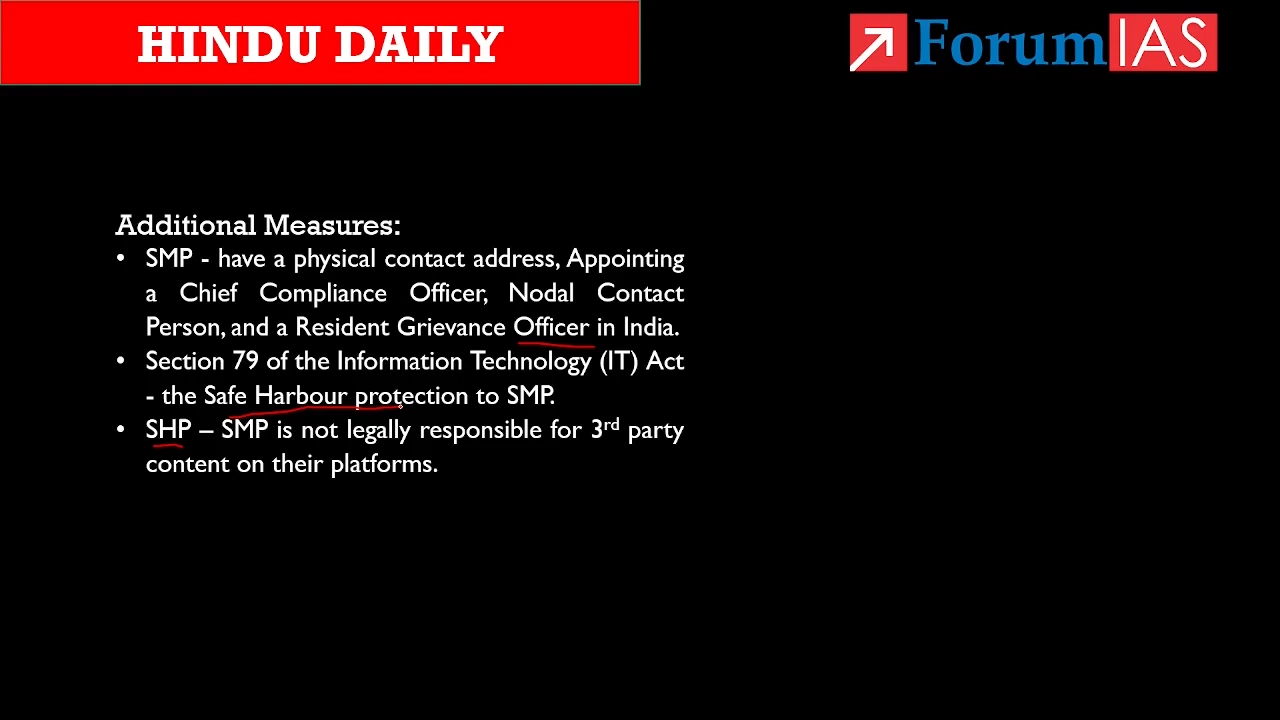 HINDU DAILY
ForumIAS
Additional Measures:
• SMP - have a physical contact address, Appointing
a Chief Compliance Officer, Nodal Contact
Person, and a Resident Grievance Officer in India.
• Section 79 of the Information Technology (IT) Act
- the Safe Harbour protection to SMP.
• SHP – SMP is not legally responsible for 3rd party
content on their platforms.